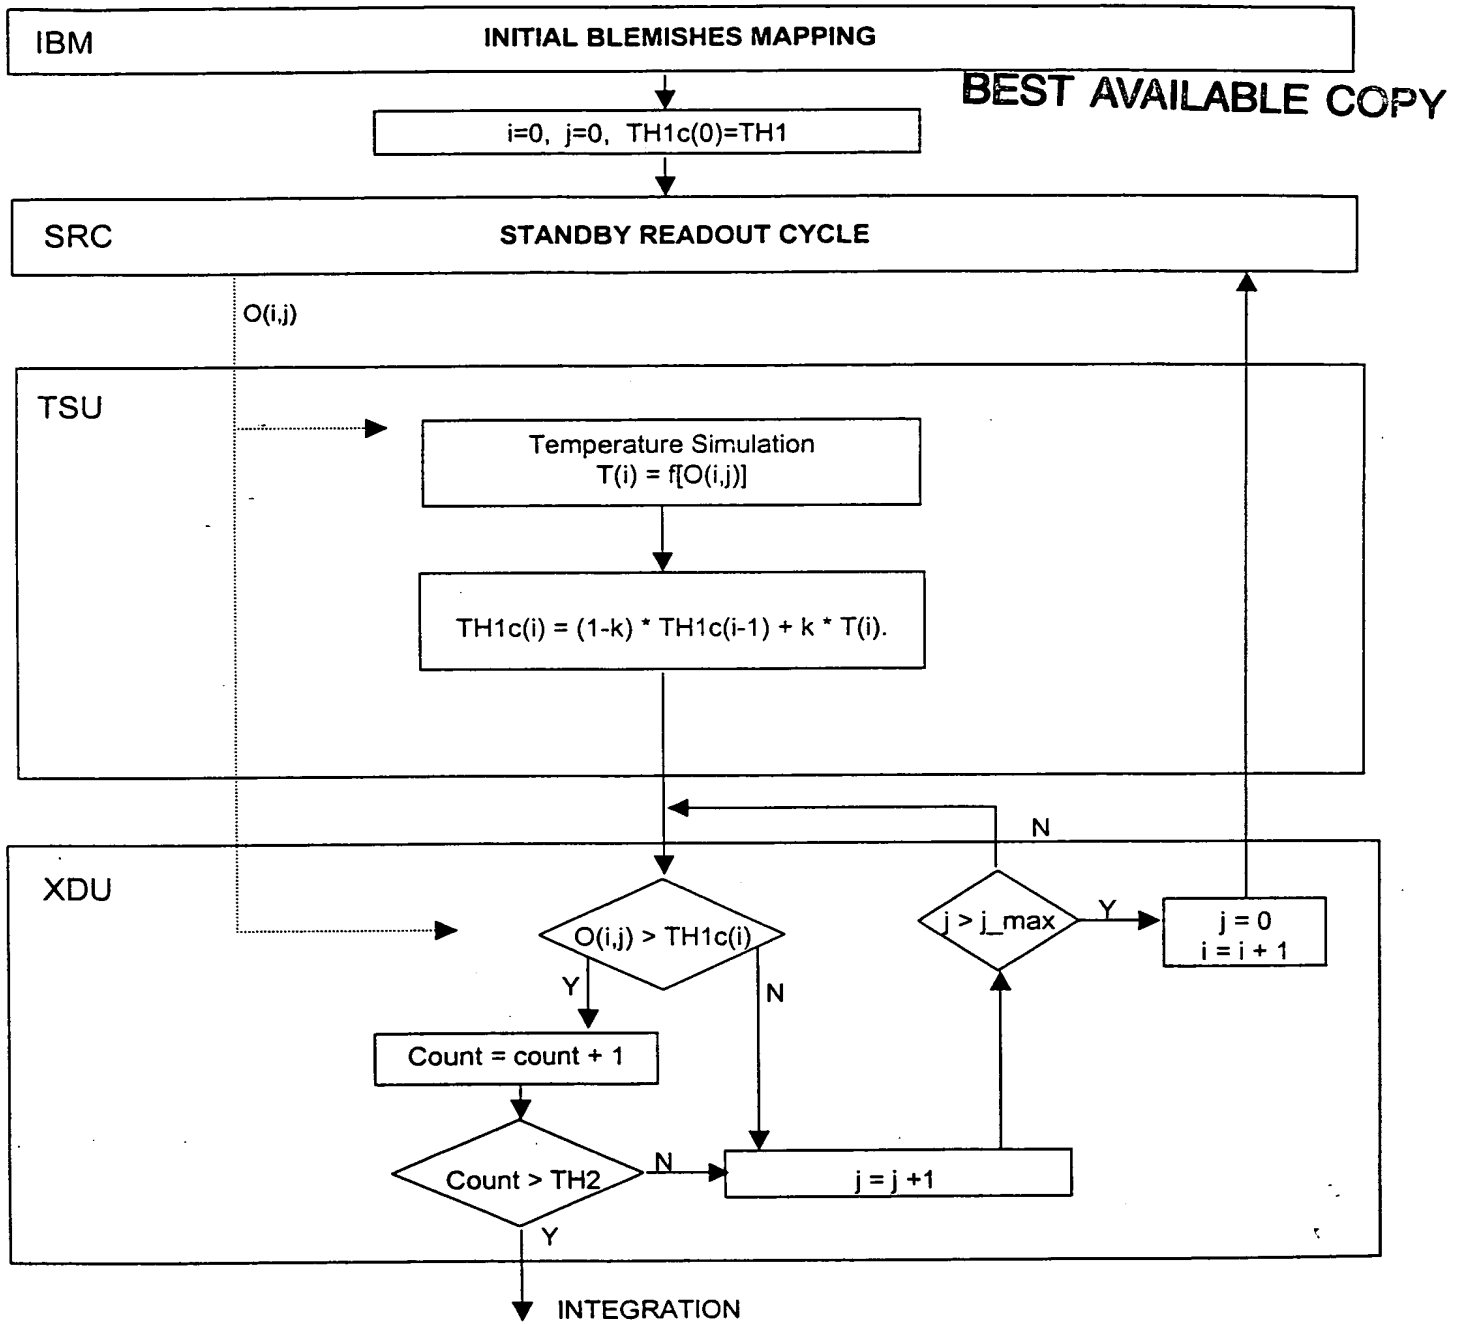 IBM
INITIAL BLEMISHES MAPPING
BEST AVAILABLE COPY
i=0, j=0, TH1c(0)=TH1
SRC
STANDBY READOUT CYCLE
O(i,j)
TSU
Temperature Simulation
T(i) = f[O(i,j)]
TH1c(i) = (1-k) * TH1c(i-1) + k * T(i).
N
XDU
O(i,j) > TH1c(i)
j > j_max
Y
j = 0
i = i + 1
Y
N
Count = count + 1
Count > TH2
N
j = j +1
Y
INTEGRATION